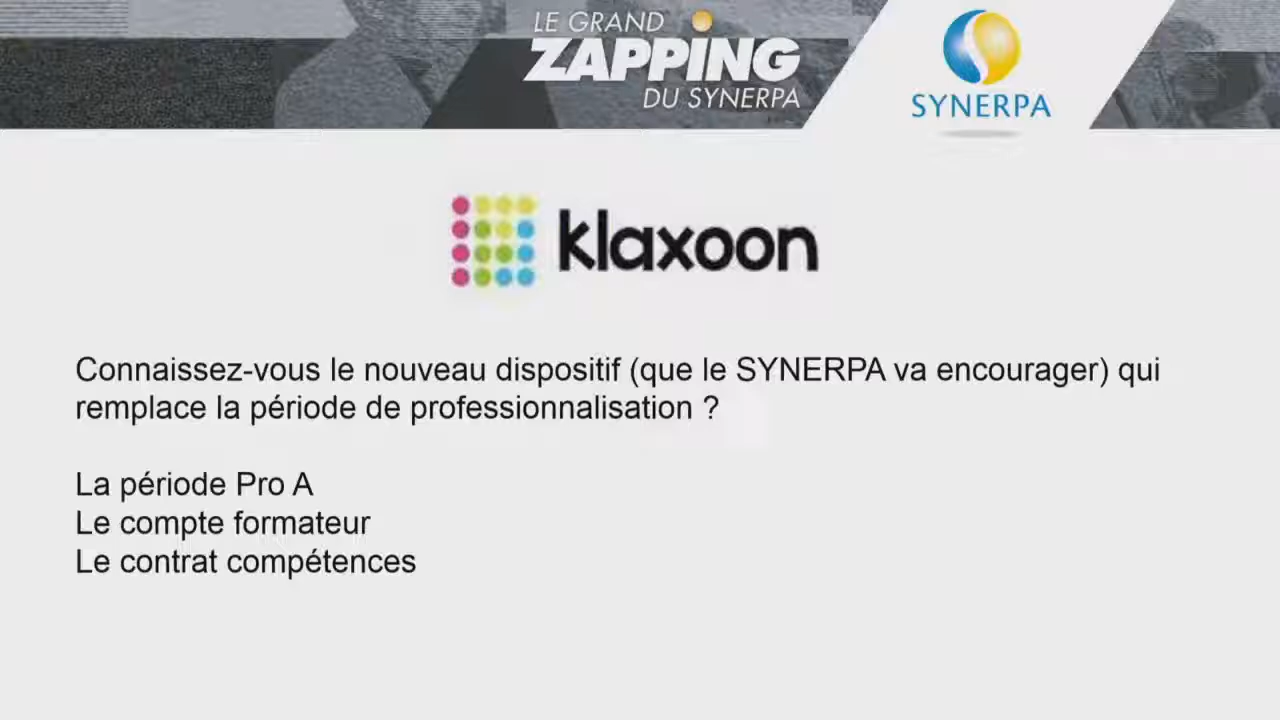 LE GRAND
ZAPPING
DU SYNERPA
SYNERPA
klaxoon
Connaissez-vous le nouveau dispositif (que le SYNERPA va encourager) qui
remplace la période de professionnalisation ?
La période Pro A
Le compte formateur
Le contrat compétences